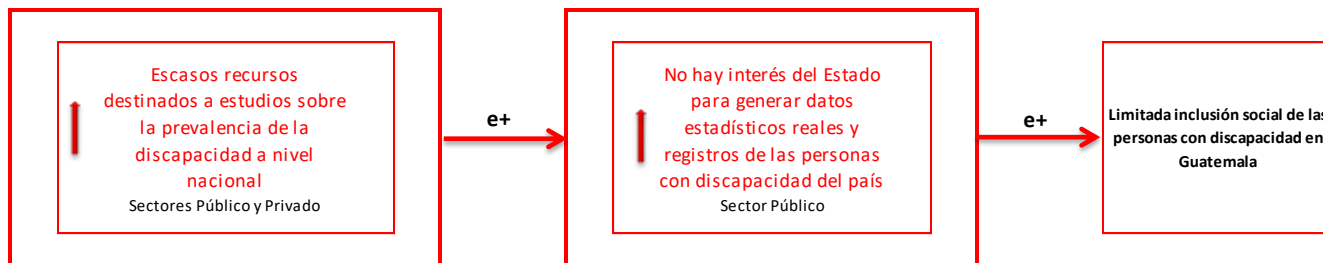 Escasos recursos
destinados a estudios sobre
la prevalencia de la
discapacidad a nivel
nacional
Sectores Público y Privado
e+
No hay interés del Estado
para generar datos
estadísticos reales y
registros de las personas
con discapacidad del país
Sector Público
e+
Limitada inclusión social de las
personas con discapacidad en
Guatemala